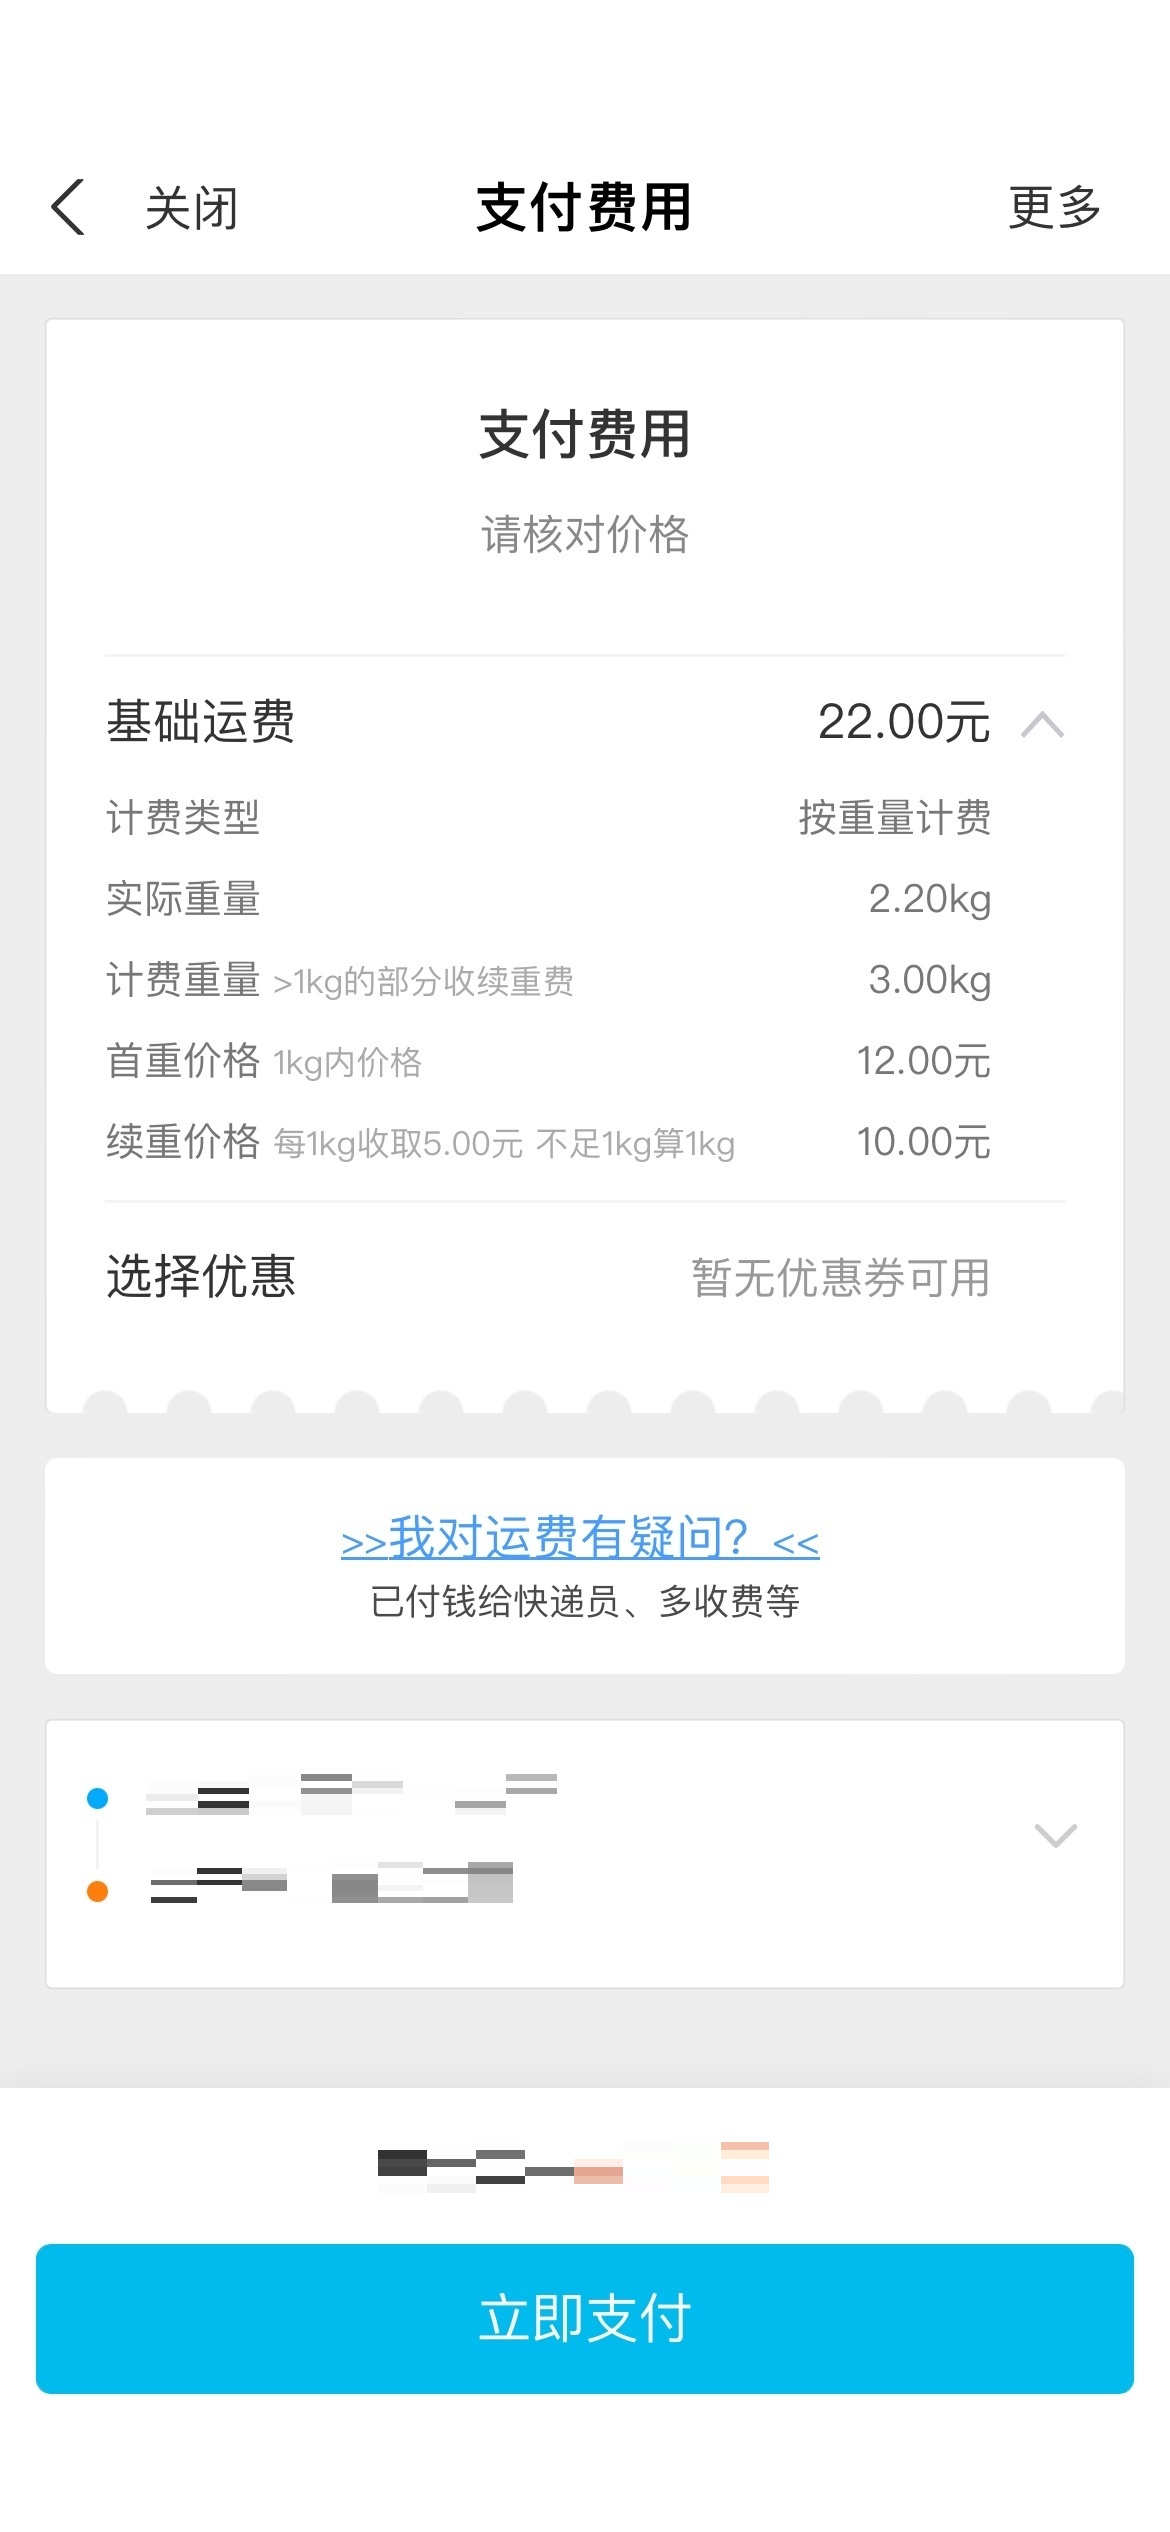 关闭 支付费用 更多
支付费用
请核对价格
基础运费 22.00元
计费类型 按重量计费
实际重量 2.20kg
计费重量 >1kg的部分收续重费 3.00kg
首重价格 1kg内价格 12.00元
续重价格 每1kg收取5.00元 不足1kg算1kg 10.00元
选择优惠 暂无优惠券可用
>>我对运费有疑问？<<
已付钱给快递员、多收费等
立即支付